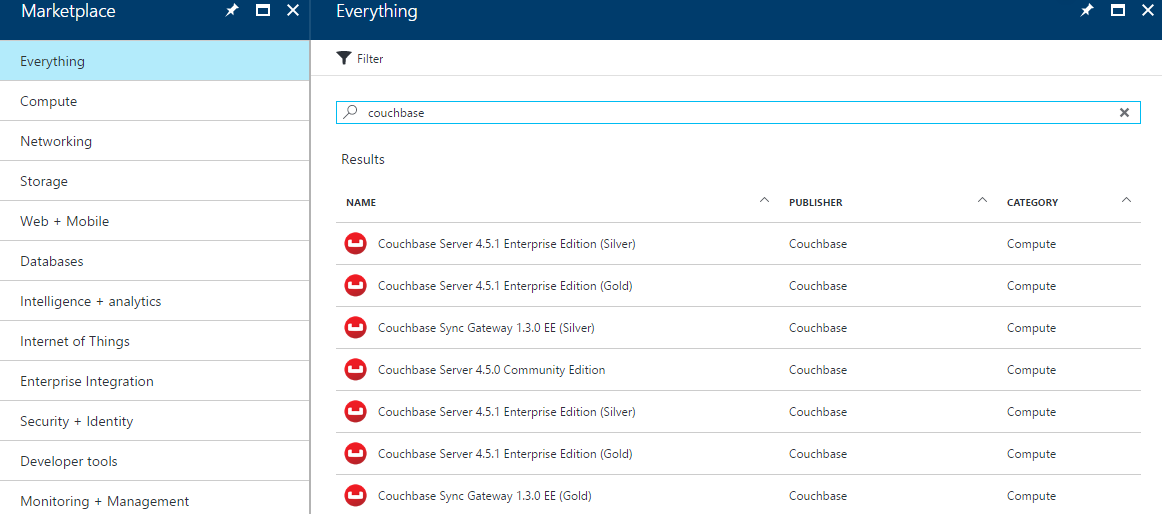 Marketplace
Everything
Compute
Networking
Storage
Web + Mobile
Databases
Intelligence + analytics
Internet of Things
Enterprise Integration
Security + Identity
Developer tools
Monitoring + Management
Everything
Filter
couchbase
Results
NAME PUBLISHER CATEGORY
Couchbase Server 4.5.1 Enterprise Edition (Silver) Couchbase Compute
Couchbase Server 4.5.1 Enterprise Edition (Gold) Couchbase Compute
Couchbase Sync Gateway 1.3.0 EE (Silver) Couchbase Compute
Couchbase Server 4.5.0 Community Edition Couchbase Compute
Couchbase Server 4.5.1 Enterprise Edition (Silver) Couchbase Compute
Couchbase Server 4.5.1 Enterprise Edition (Gold) Couchbase Compute
Couchbase Sync Gateway 1.3.0 EE (Gold) Couchbase Compute